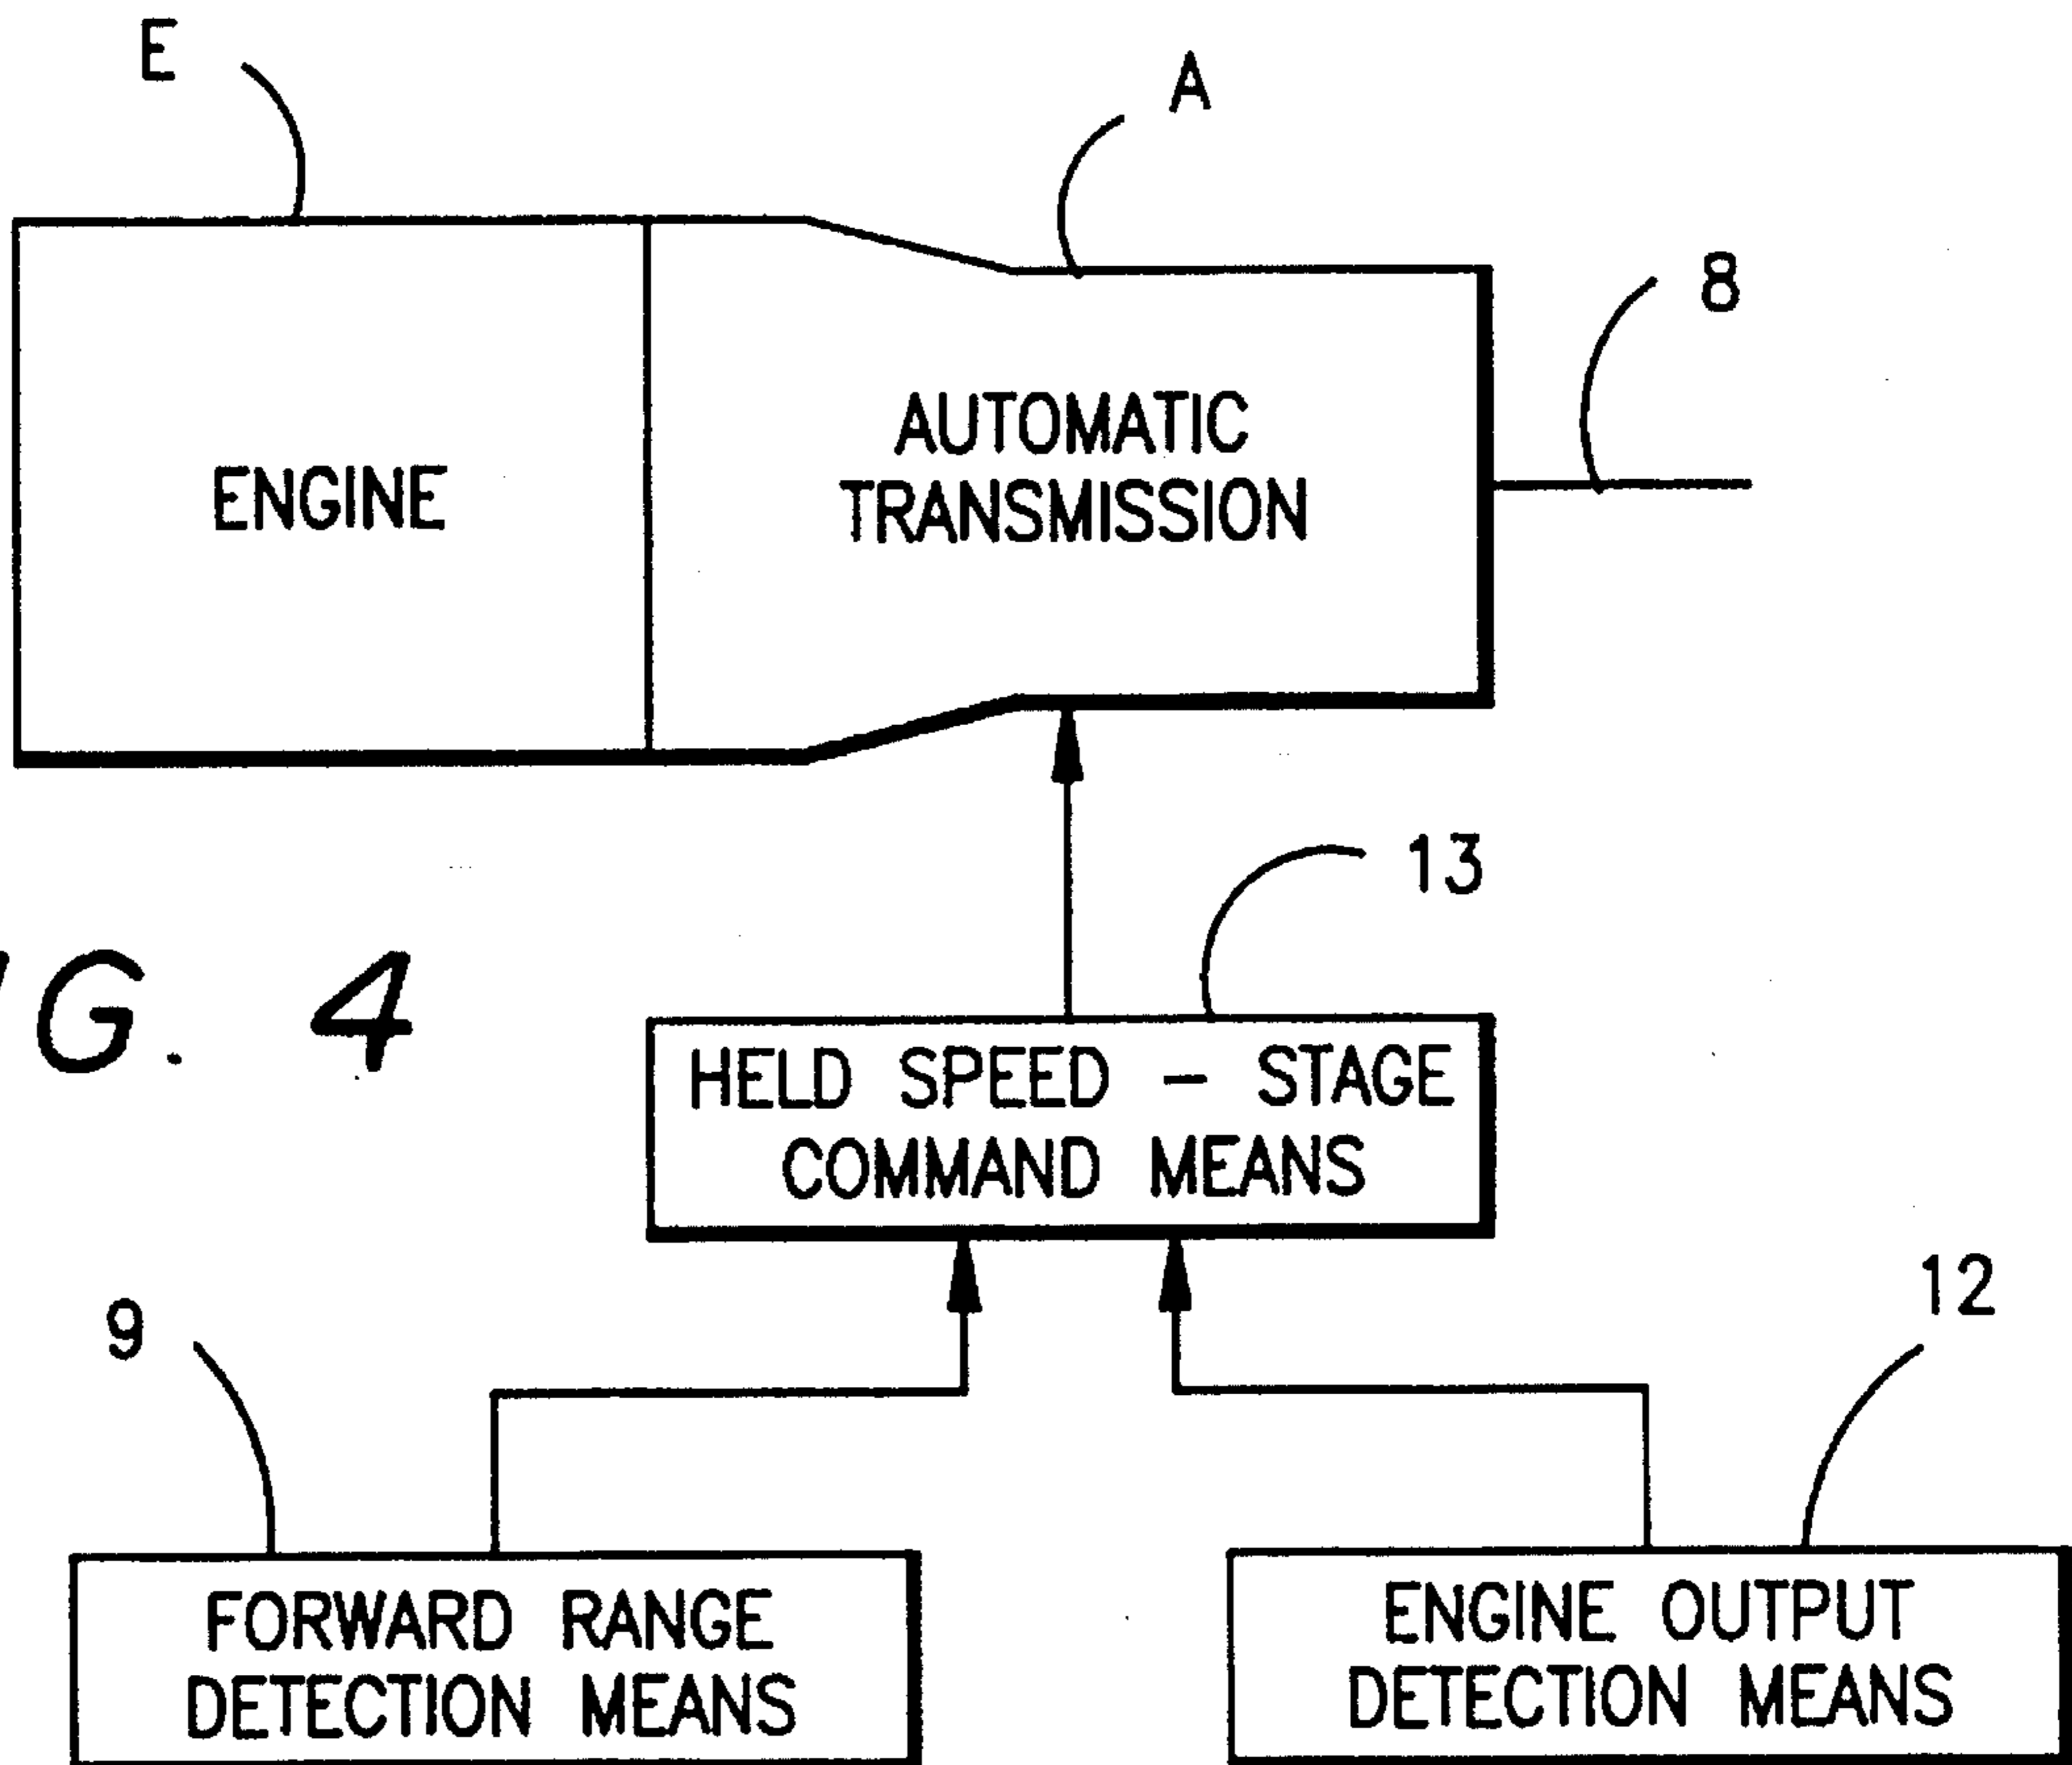 E
A
8
ENGINE
AUTOMATIC
TRANSMISSION
13
G. 4
HELD SPEED - STAGE
COMMAND MEANS
9
12
FORWARD RANGE
DETECTION MEANS
ENGINE OUTPUT
DETECTION MEANS